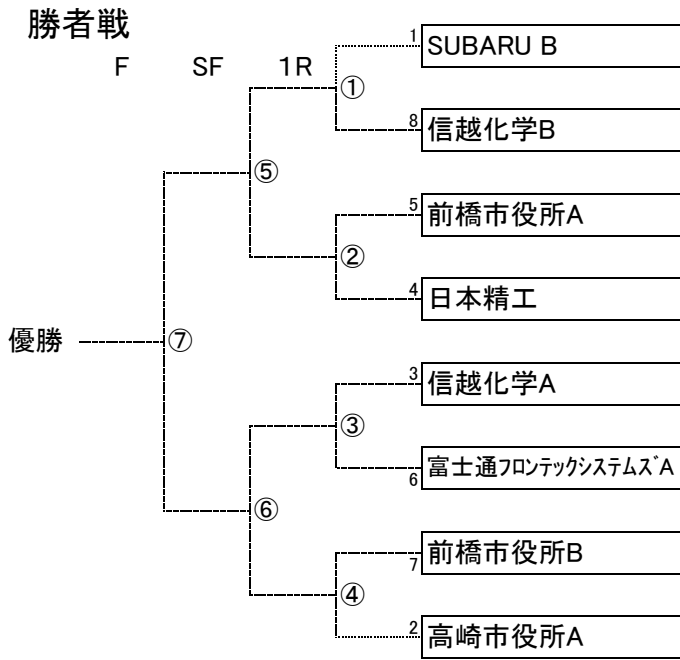 勝者戦
F SF 1R
1 SUBARU B
①
8 信越化学B
⑤
5 前橋市役所A
②
4 日本精工
優勝 ⑦
3 信越化学A
③
6 富士通ﾌﾛﾝﾃｯｸｼｽﾃﾑｽﾞA
⑥
7 前橋市役所B
④
2 高崎市役所A